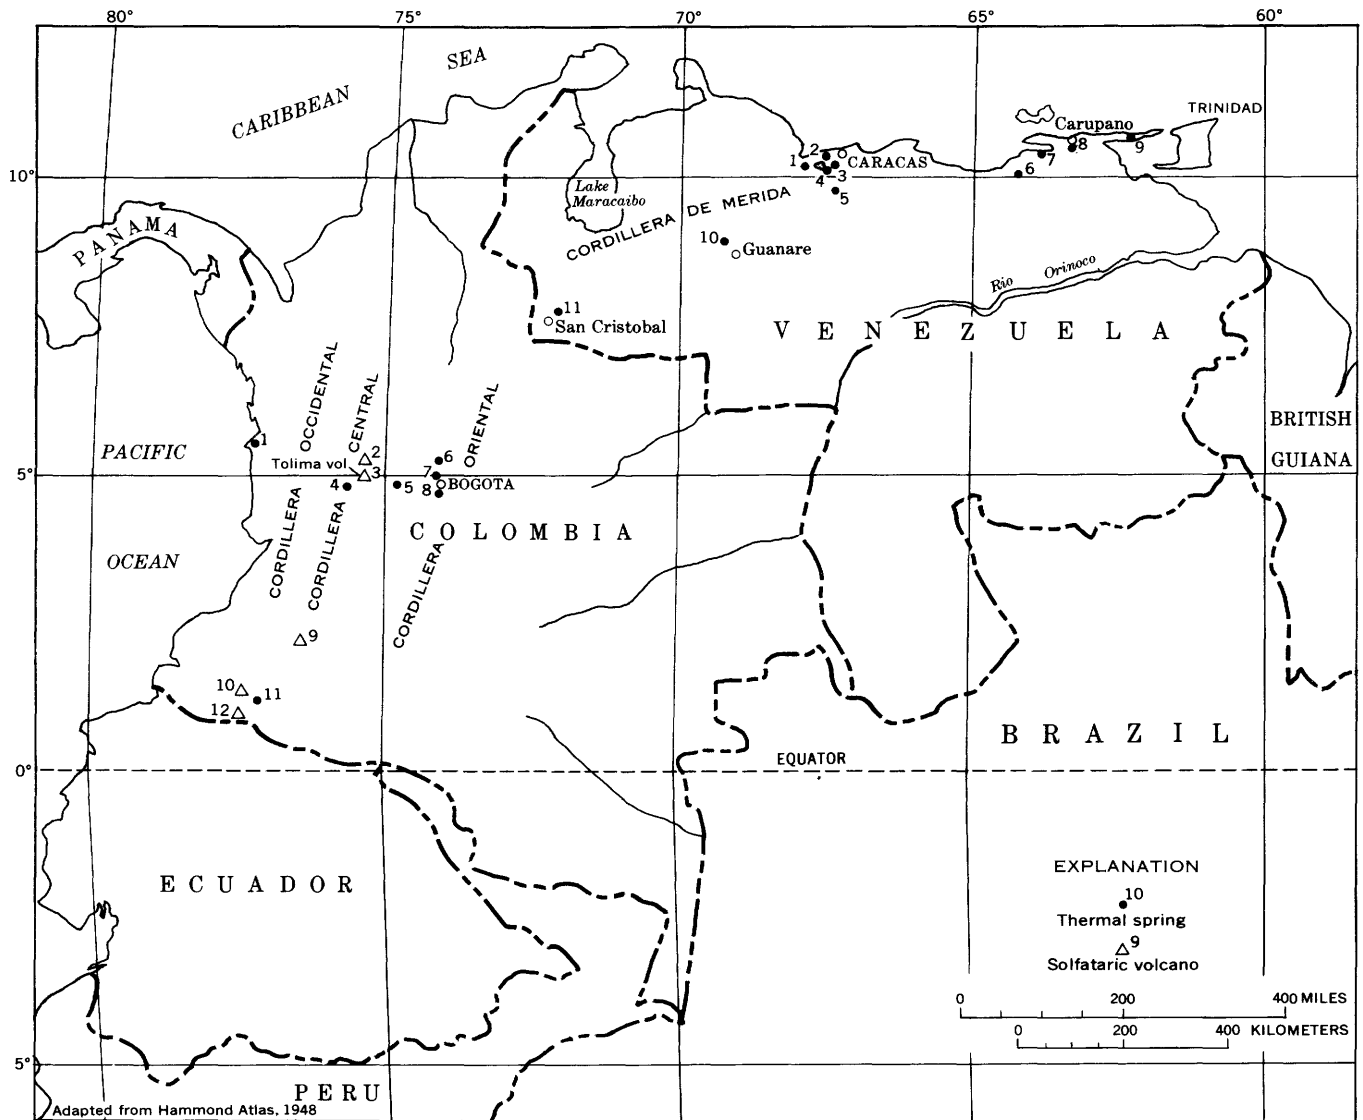 80° 75° 70° 65° 60°
SEA
CARIBBEAN
TRINIDAD
Carupano
8
9
7
6
2
1
CARACAS
3
4
5
10°
Lake
Maracaibo
CORDILLERA DE MERIDA
PANAMA
10
Guanare
Rio Orinoco
11
San Cristobal
VENEZUELA
OCCIDENTAL
CENTRAL
ORIENTAL
BRITISH
GUIANA
PACIFIC
1
2
6
Tolima vol
3
7
5°
4
5
8
BOGOTA
COLOMBIA
CORDILLERA
CORDILLERA
CORDILLERA
OCEAN
9
10
11
12
BRAZIL
EQUATOR
0°
ECUADOR
EXPLANATION
10
Thermal spring
9
Solfataric volcano
0 200 400 MILES
0 200 400 KILOMETERS
5°
PERU
Adapted from Hammond Atlas, 1948